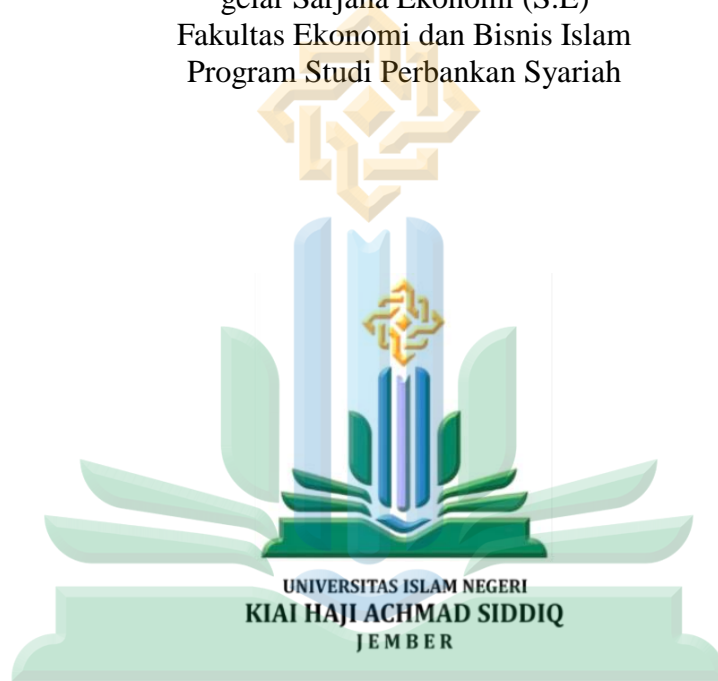 gelar Sarjana Ekonomi (S.E)
Fakultas Ekonomi dan Bisnis Islam
Program Studi Perbankan Syariah
UNIVERSITAS ISLAM NEGERI
KIAI HAJI ACHMAD SIDDIQ
JEMBER